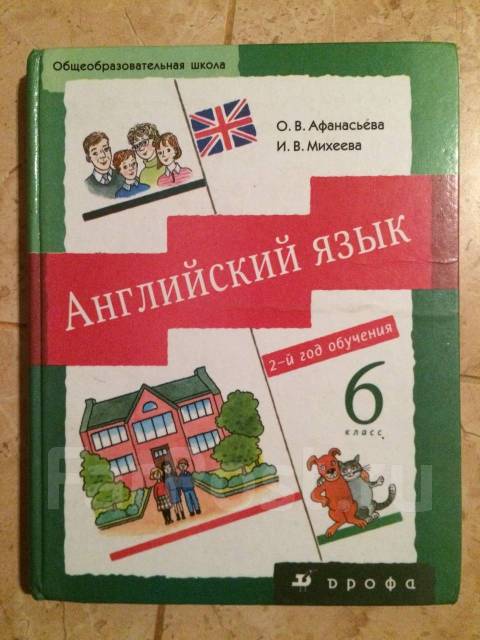 Общеобразовательная школа
О. В. Афанасьева
И. В. Михеева
Английский язык
2-й год обучения
6
класс
дрофа